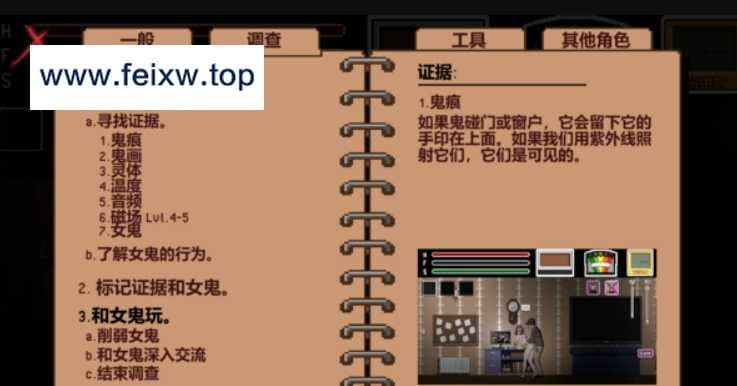 H
F
S
一般
调查
工具
其他角色
www.feixw.top
a.寻找证据。
1.鬼痕
2.鬼画
3.灵体
4.温度
5.音频
6.磁场 Lvl.4-5
7.女鬼
b.了解女鬼的行为。
2. 标记证据和女鬼。
3.和女鬼玩。
a.削弱女鬼
b.和女鬼深入交流
c.结束调查
证据:
1.鬼痕
如果鬼碰门或窗户，它会留下它的
手印在上面。如果我们用紫外线照
射它们，它们是可见的。
H
F
S